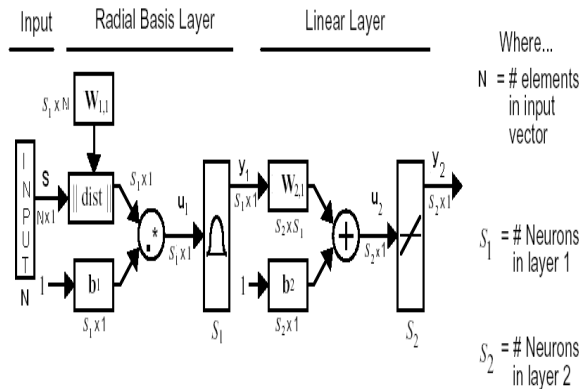 Input
Radial Basis Layer
Linear Layer
Where...
N = # elements
in input
vector
S₁ = # Neurons
in layer 1
S₂ = # Neurons
in layer 2
S₁ x N
W₁,₁
INPUT
N
S
N x 1
|| dist ||
S₁ x 1
1
b¹
S₁ x 1
.*
u₁
S₁ x 1
S₁
y₁
S₁ x 1
W₂,₁
S₂ x S₁
1
b²
S₂ x 1
+
u₂
S₂ x 1
S₂
y₂
S₂ x 1